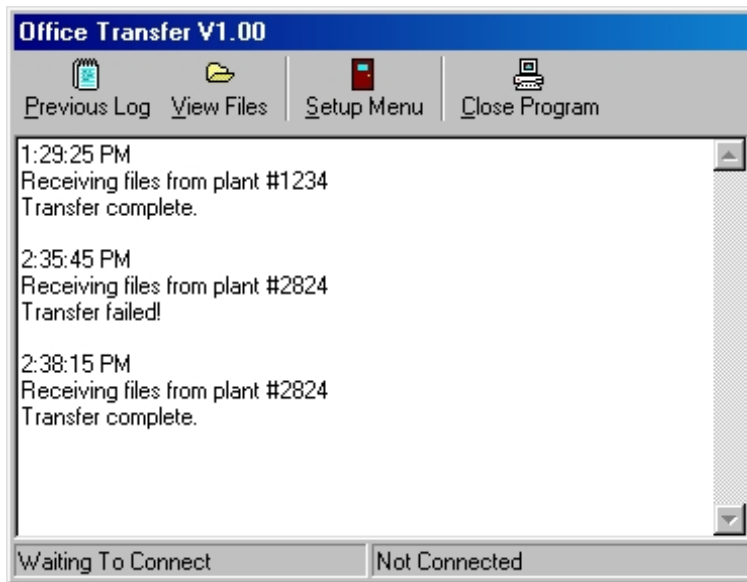 Office Transfer V1.00
Previous Log View Files Setup Menu Close Program
1:29:25 PM
Receiving files from plant #1234
Transfer complete.
2:35:45 PM
Receiving files from plant #2824
Transfer failed!
2:38:15 PM
Receiving files from plant #2824
Transfer complete.
Waiting To Connect Not Connected